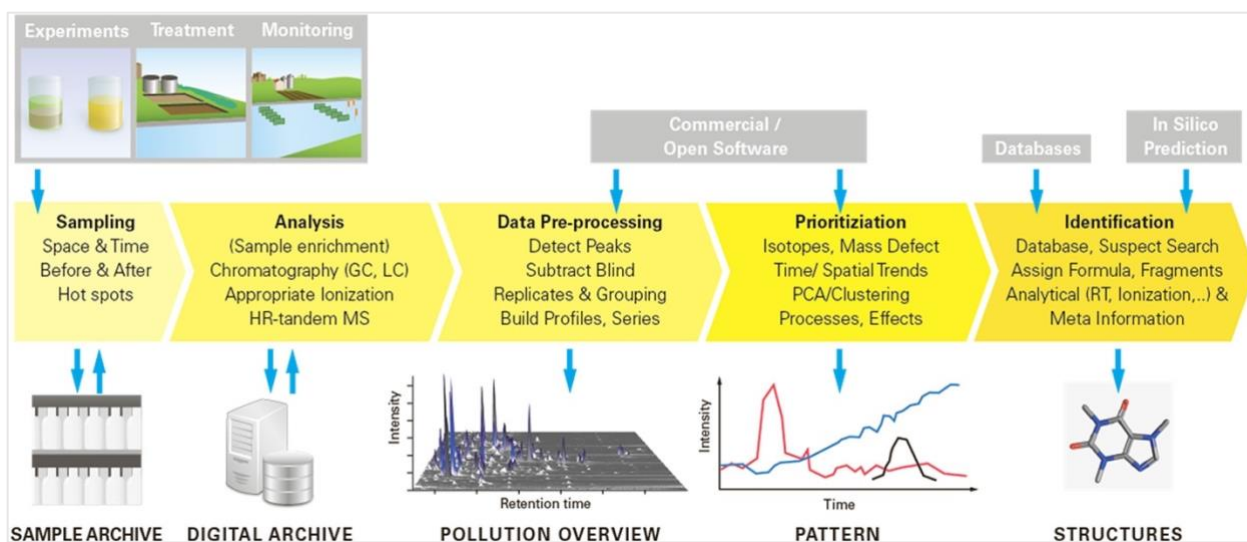 Experiments Treatment Monitoring
Commercial /
Open Software
Databases
In Silico
Prediction
Sampling
Space & Time
Before & After
Hot spots
Analysis
(Sample enrichment)
Chromatography (GC, LC)
Appropriate Ionization
HR-tandem MS
Data Pre-processing
Detect Peaks
Subtract Blind
Replicates & Grouping
Build Profiles, Series
Prioritiziation
Isotopes, Mass Defect
Time/ Spatial Trends
PCA/Clustering
Processes, Effects
Identification
Database, Suspect Search
Assign Formula, Fragments
Analytical (RT, Ionization,..) &
Meta Information
Intensity
Retention time
Intensity
Time
SAMPLE ARCHIVE
DIGITAL ARCHIVE
POLLUTION OVERVIEW
PATTERN
STRUCTURES